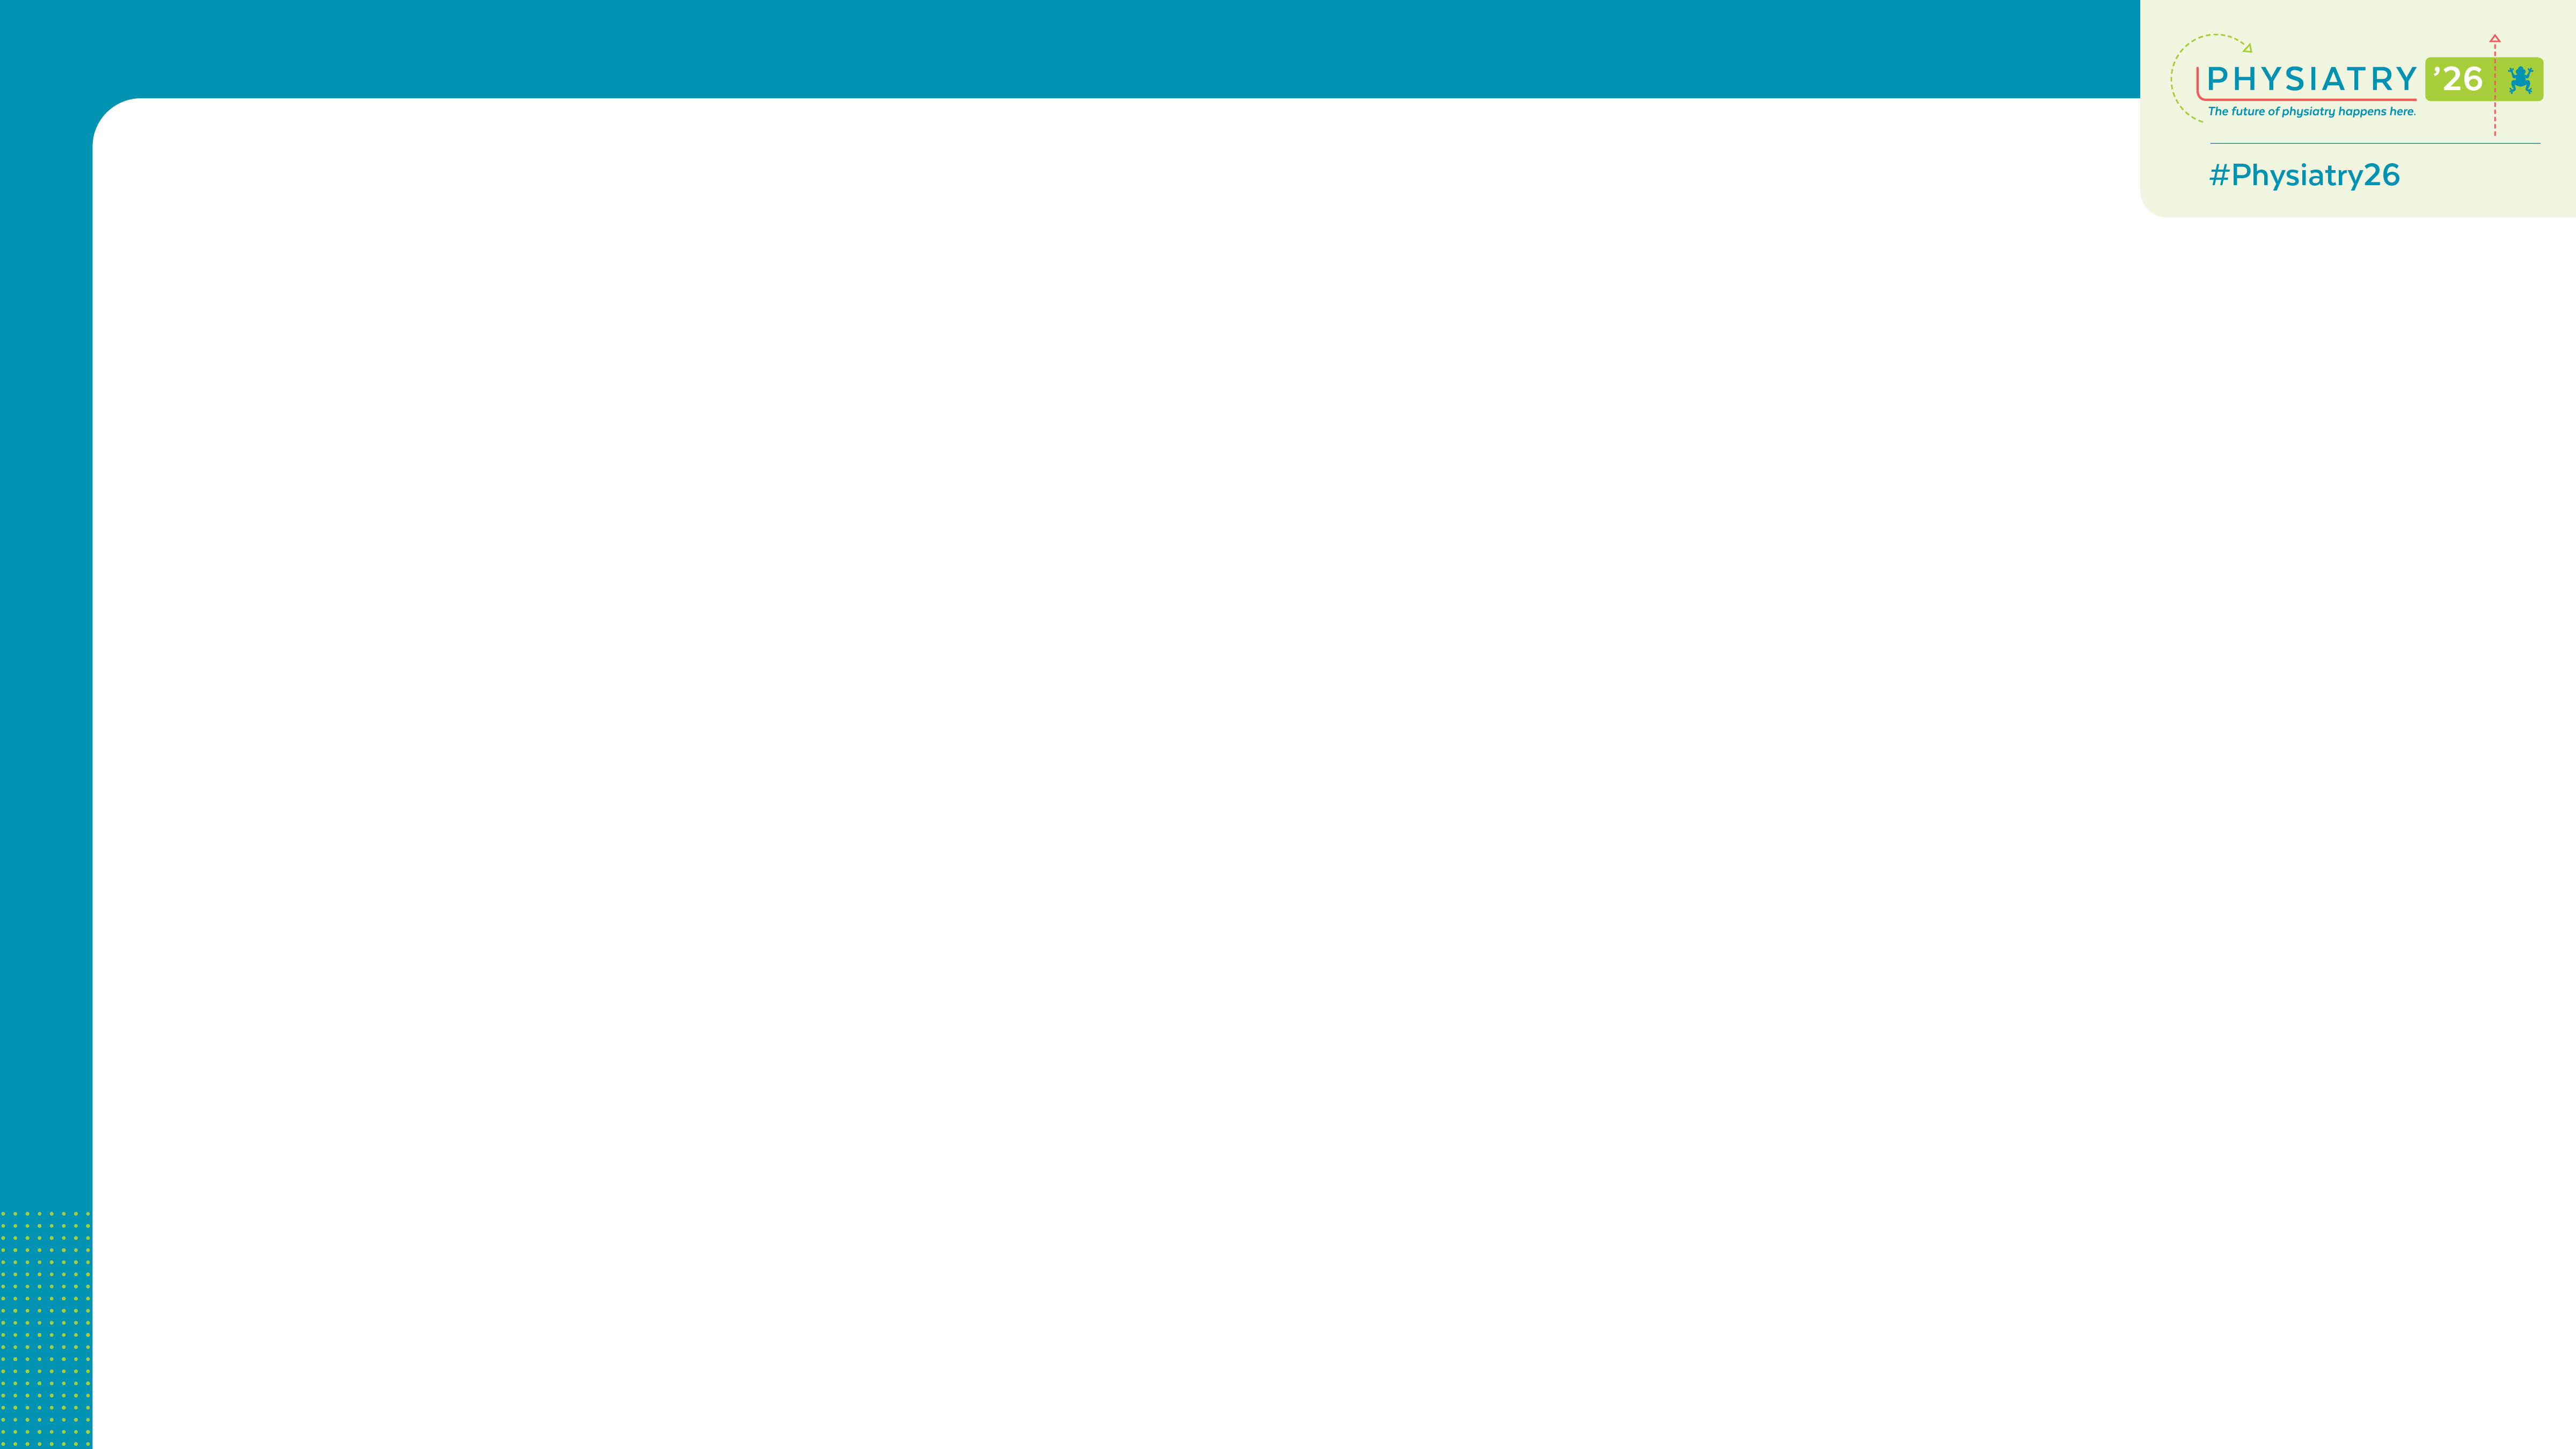 PHYSIATRY ’26
The future of physiatry happens here.
#Physiatry26